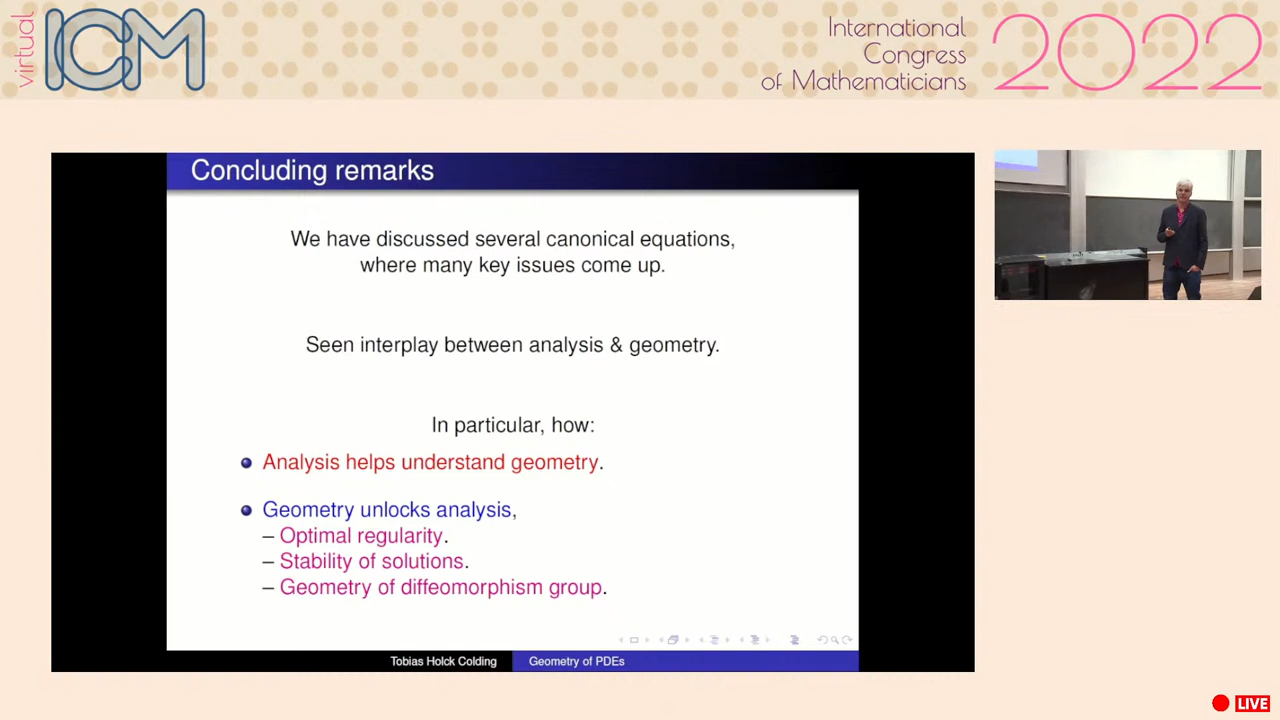 virtual
ICM
International
Congress
of Mathematicians
2022
Concluding remarks
We have discussed several canonical equations,
where many key issues come up.
Seen interplay between analysis & geometry.
In particular, how:
Analysis helps understand geometry.
Geometry unlocks analysis,
– Optimal regularity.
– Stability of solutions.
– Geometry of diffeomorphism group.
Tobias Holck Colding
Geometry of PDEs
LIVE